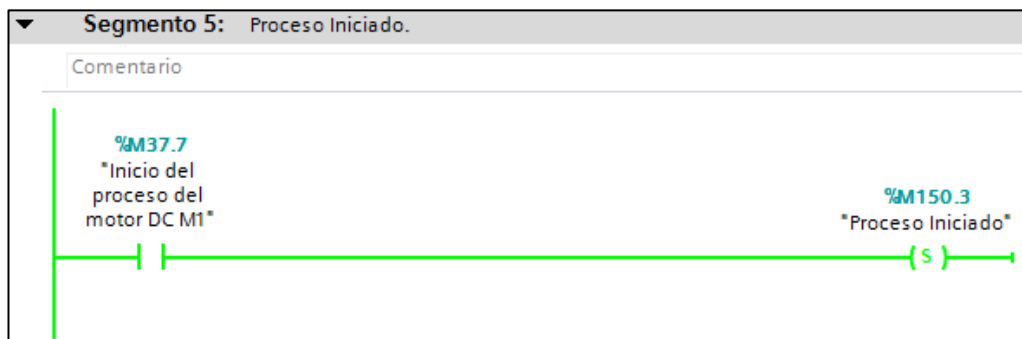 Segmento 5: Proceso Iniciado.
Comentario
%M37.7
"Inicio del
proceso del
motor DC M1"
%M150.3
"Proceso Iniciado"
S